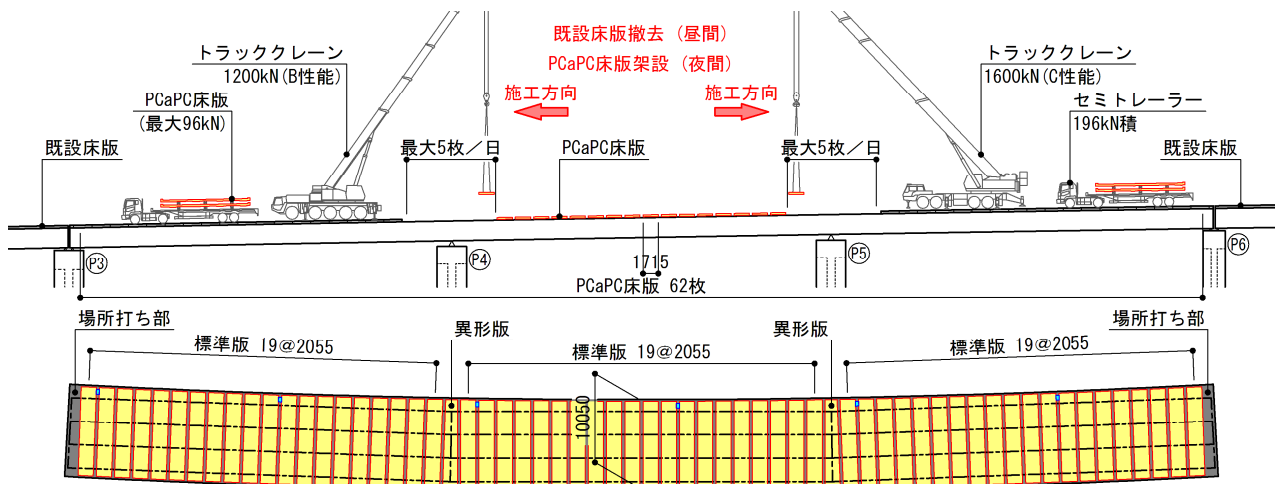 既設床版撤去（昼間）
PCaPC床版架設（夜間）
施工方向
施工方向
トラッククレーン
1200kN(B性能)
トラッククレーン
1600kN(C性能)
PCaPC床版
(最大96kN)
セミトレーラー
196kN積
既設床版
最大5枚／日
PCaPC床版
最大5枚／日
既設床版
P3
P4
P5
P6
1715
PCaPC床版 62枚
場所打ち部
標準版 19@2055
異形版
標準版 19@2055
異形版
標準版 19@2055
場所打ち部
10050